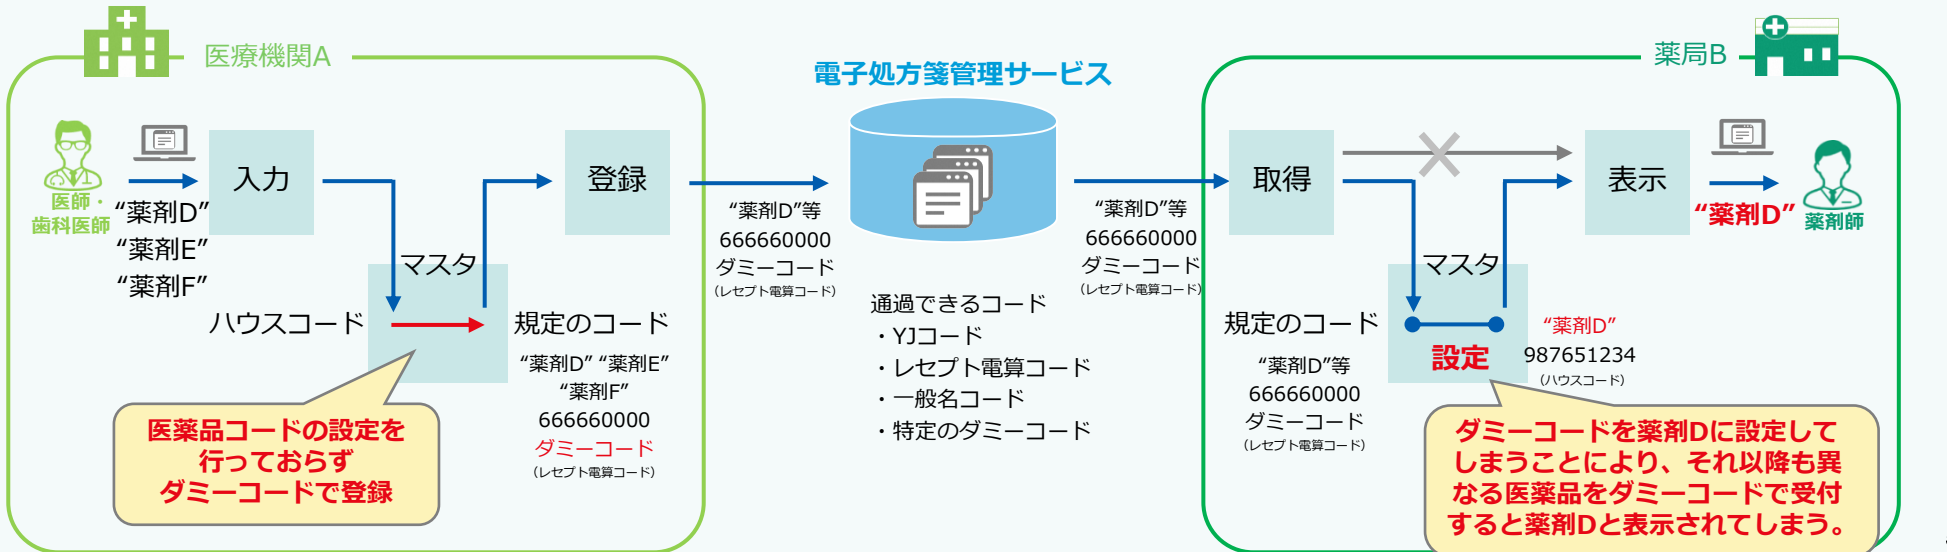 医療機関A
医師・
歯科医師
“薬剤D”
“薬剤E”
“薬剤F”
入力
マスタ
ハウスコード
規定のコード
“薬剤D” “薬剤E”
“薬剤F”
666660000
ダミーコード
（レセプト電算コード）
登録
医薬品コードの設定を
行っておらず
ダミーコードで登録
“薬剤D”等
666660000
ダミーコード
（レセプト電算コード）
電子処方箋管理サービス
通過できるコード
・YJコード
・レセプト電算コード
・一般名コード
・特定のダミーコード
“薬剤D”等
666660000
ダミーコード
（レセプト電算コード）
薬局B
取得
マスタ
規定のコード
“薬剤D”等
666660000
ダミーコード
（レセプト電算コード）
設定
“薬剤D”
987651234
（ハウスコード）
表示
“薬剤D”
薬剤師
ダミーコードを薬剤Dに設定して
しまうことにより、それ以降も異
なる医薬品をダミーコードで受付
すると薬剤Dと表示されてしまう。